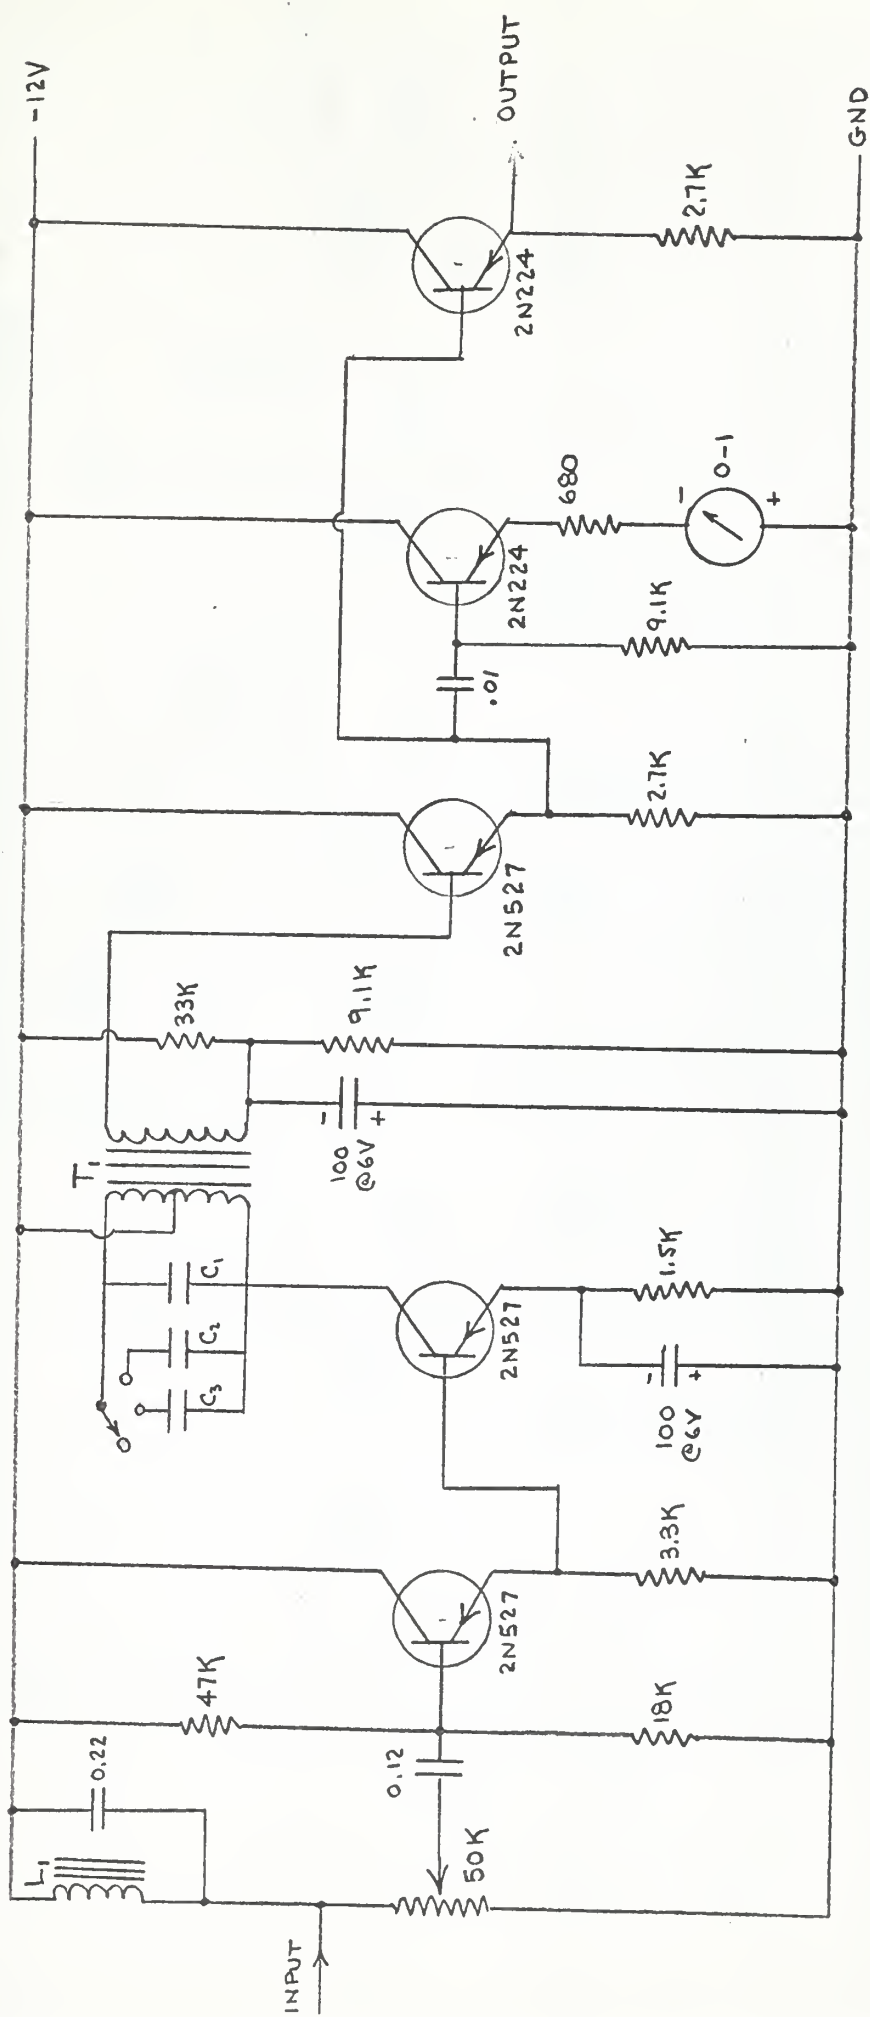 -12V
OUTPUT
GND
2.7K
2N224
680
0-1
-
+
9.1K
2N224
.01
2.7K
2N527
33K
9.1K
T1
-
+
100
@6V
C1
C2
C3
2N527
1.5K
-
+
100
@6V
3.3K
2N527
47K
18K
0.22
0.12
L1
50K
INPUT